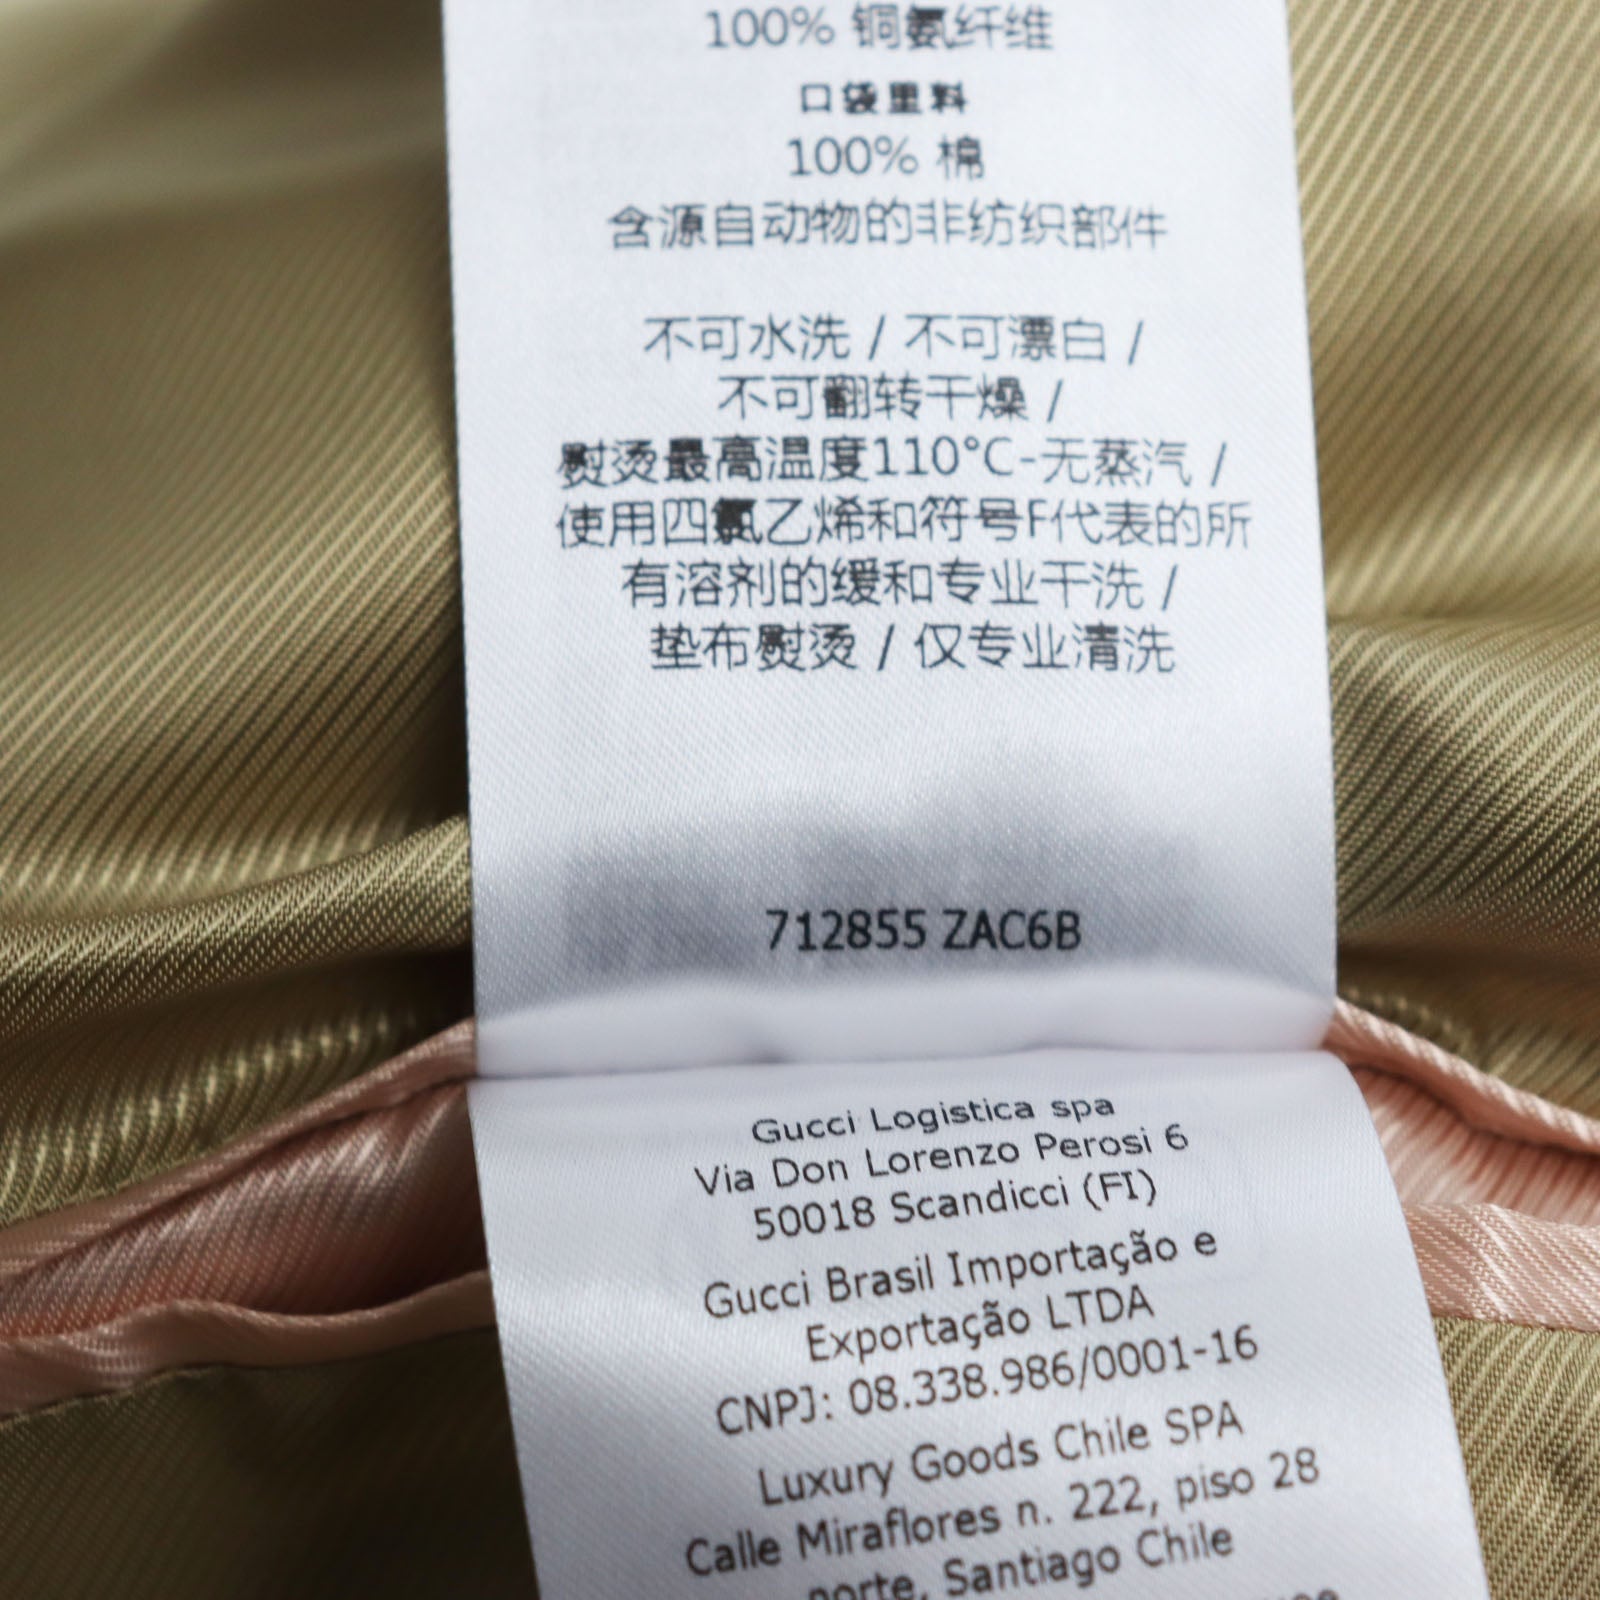 100% 铜氨纤维
口袋里料
100% 棉
含源自动物的非纺织部件
不可水洗 / 不可漂白 /
不可翻转干燥 /
熨烫最高温度110°C-无蒸汽 /
使用四氯乙烯和符号F代表的所
有溶剂的缓和专业干洗 /
垫布熨烫 / 仅专业清洗
712855 ZAC6B
Gucci Logistica spa
Via Don Lorenzo Perosi 6
50018 Scandicci (FI)
Gucci Brasil Importação e
Exportação LTDA
CNPJ: 08.338.986/0001-16
Luxury Goods Chile SPA
Calle Miraflores n. 222, piso 28
norte, Santiago Chile